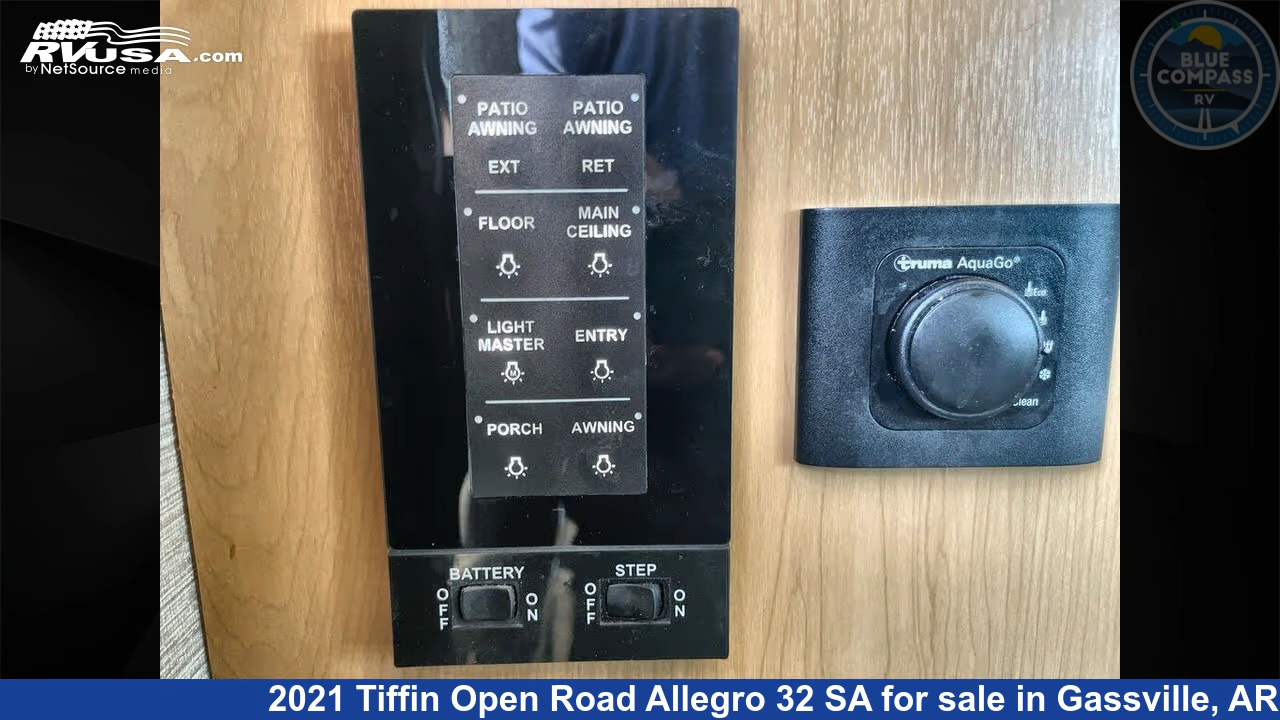 RVUSA.com
by NetSource media
BLUE
COMPASS
RV
PATIO
AWNING
EXT
PATIO
AWNING
RET
FLOOR
MAIN
CEILING
LIGHT
MASTER
M
ENTRY
PORCH
AWNING
BATTERY
OFF
ON
STEP
OFF
ON
truma AquaGo®
Eco
2021 Tiffin Open Road Allegro 32 SA for sale in Gassville, AR